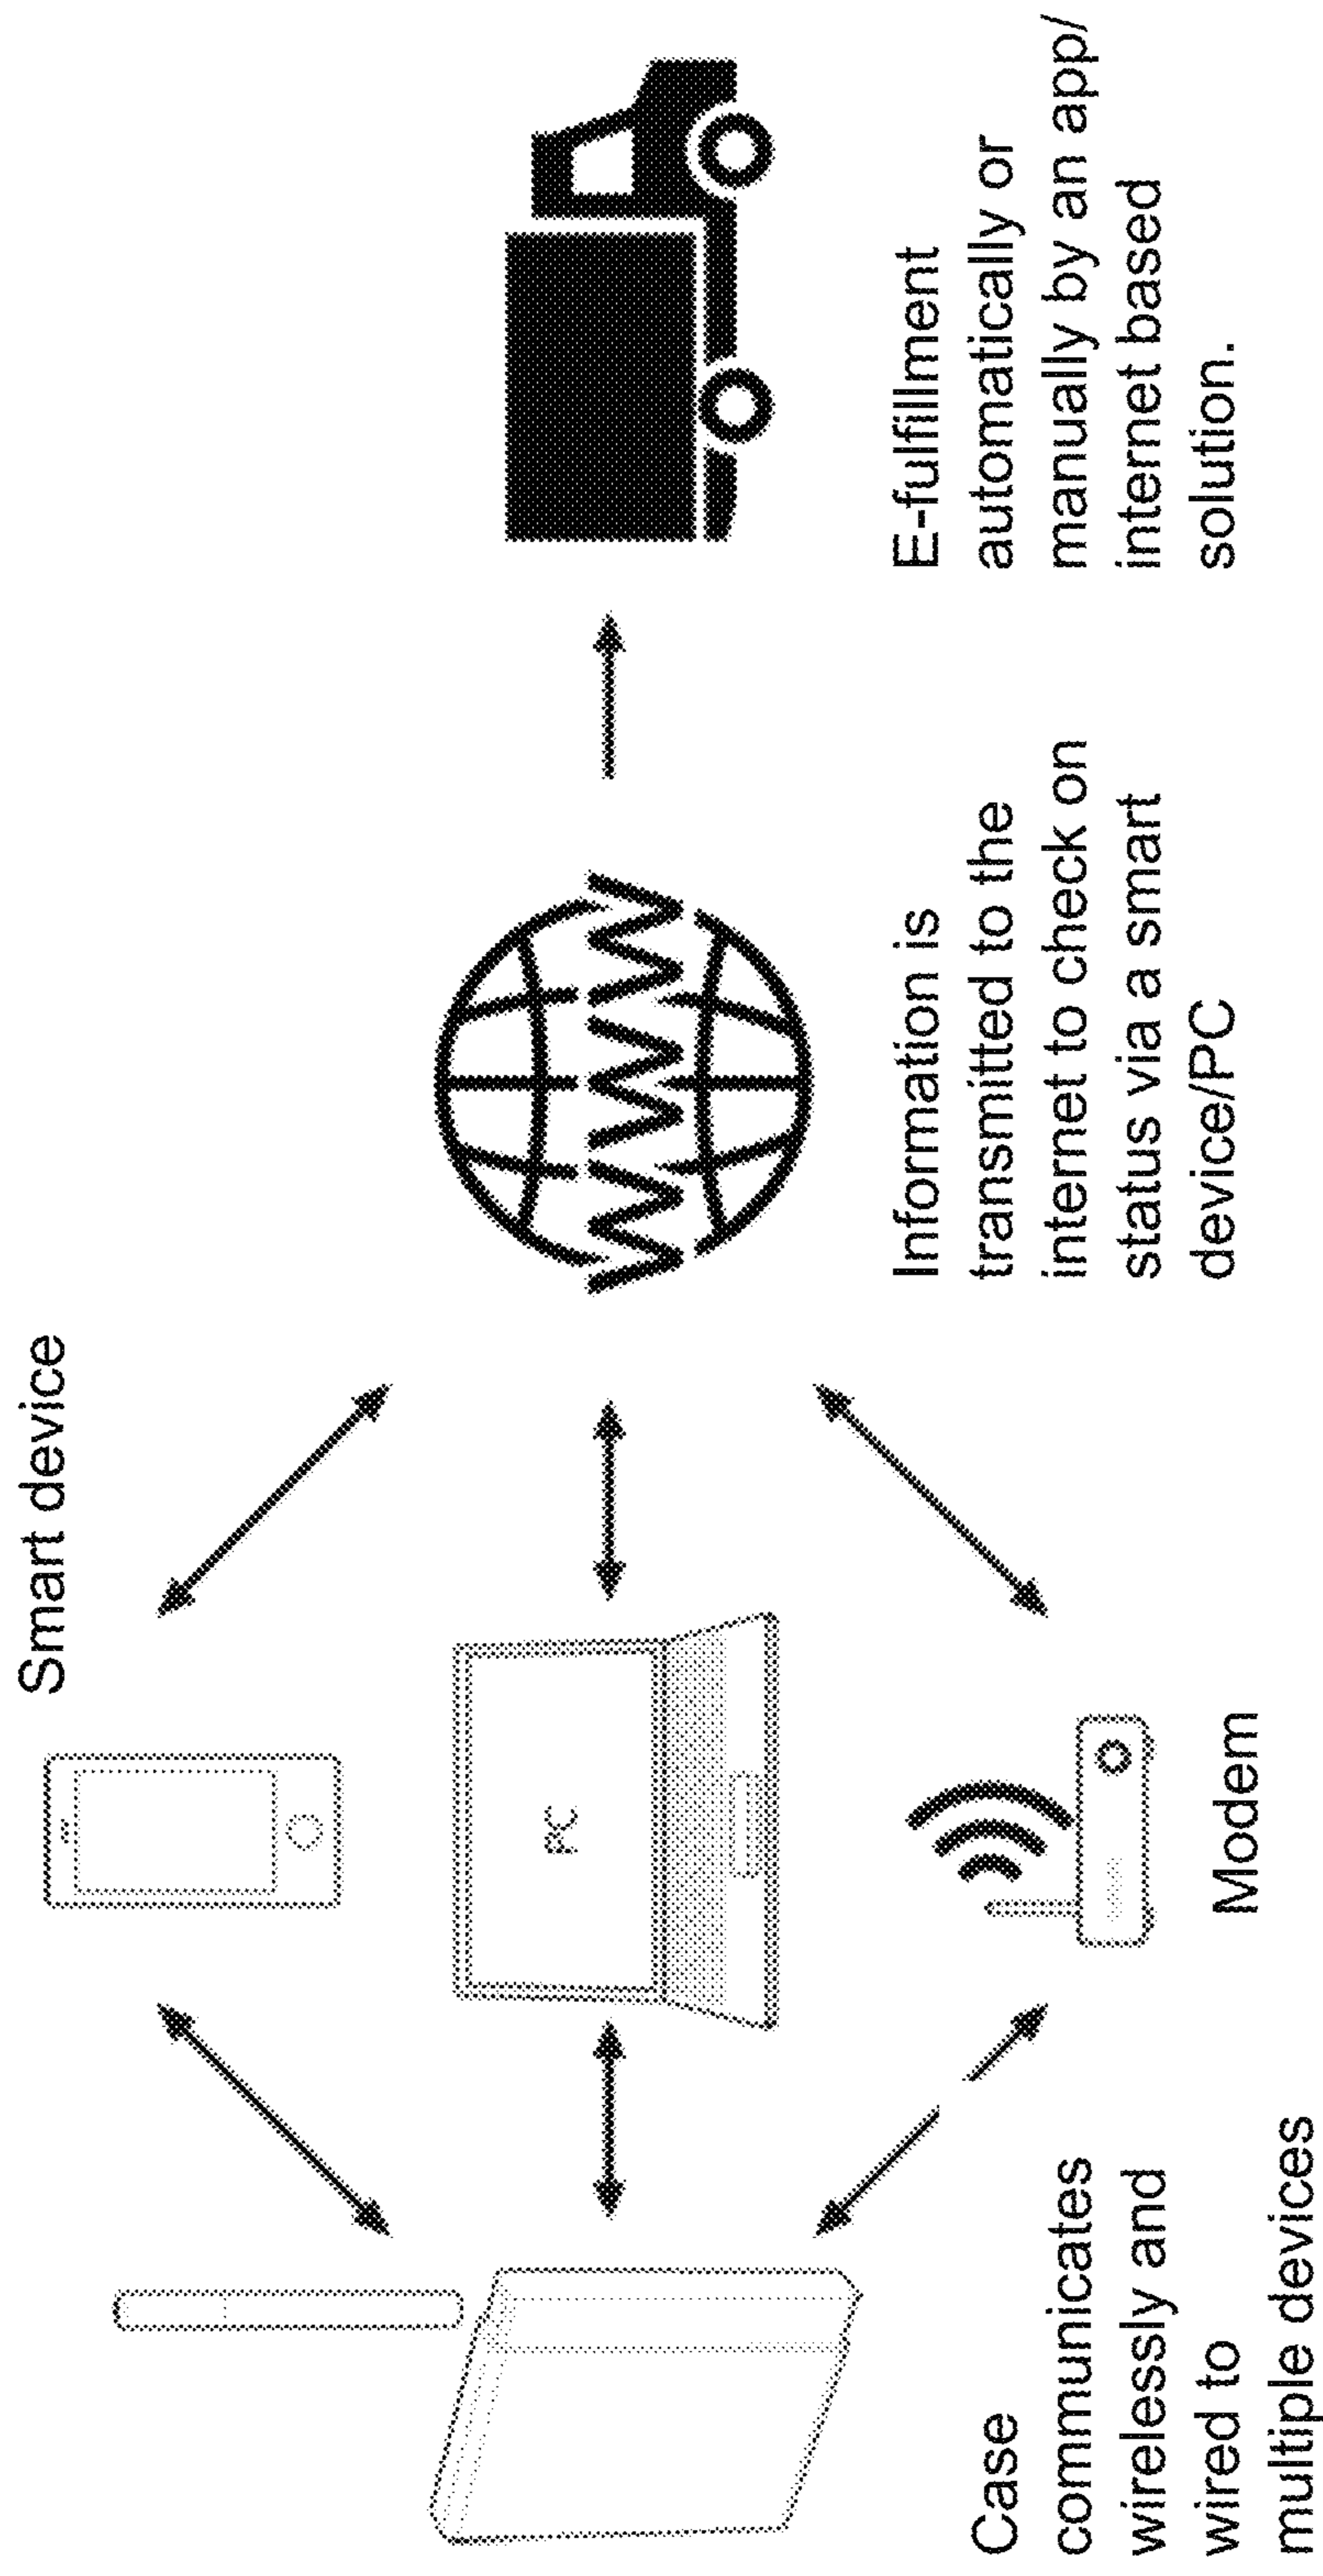 Smart device
PC
Modem
Case
communicates
wirelessly and
wired to
multiple devices
WWW
Information is
transmitted to the
internet to check on
status via a smart
device/PC
E-fulfillment
automatically or
manually by an app/
internet based
solution.